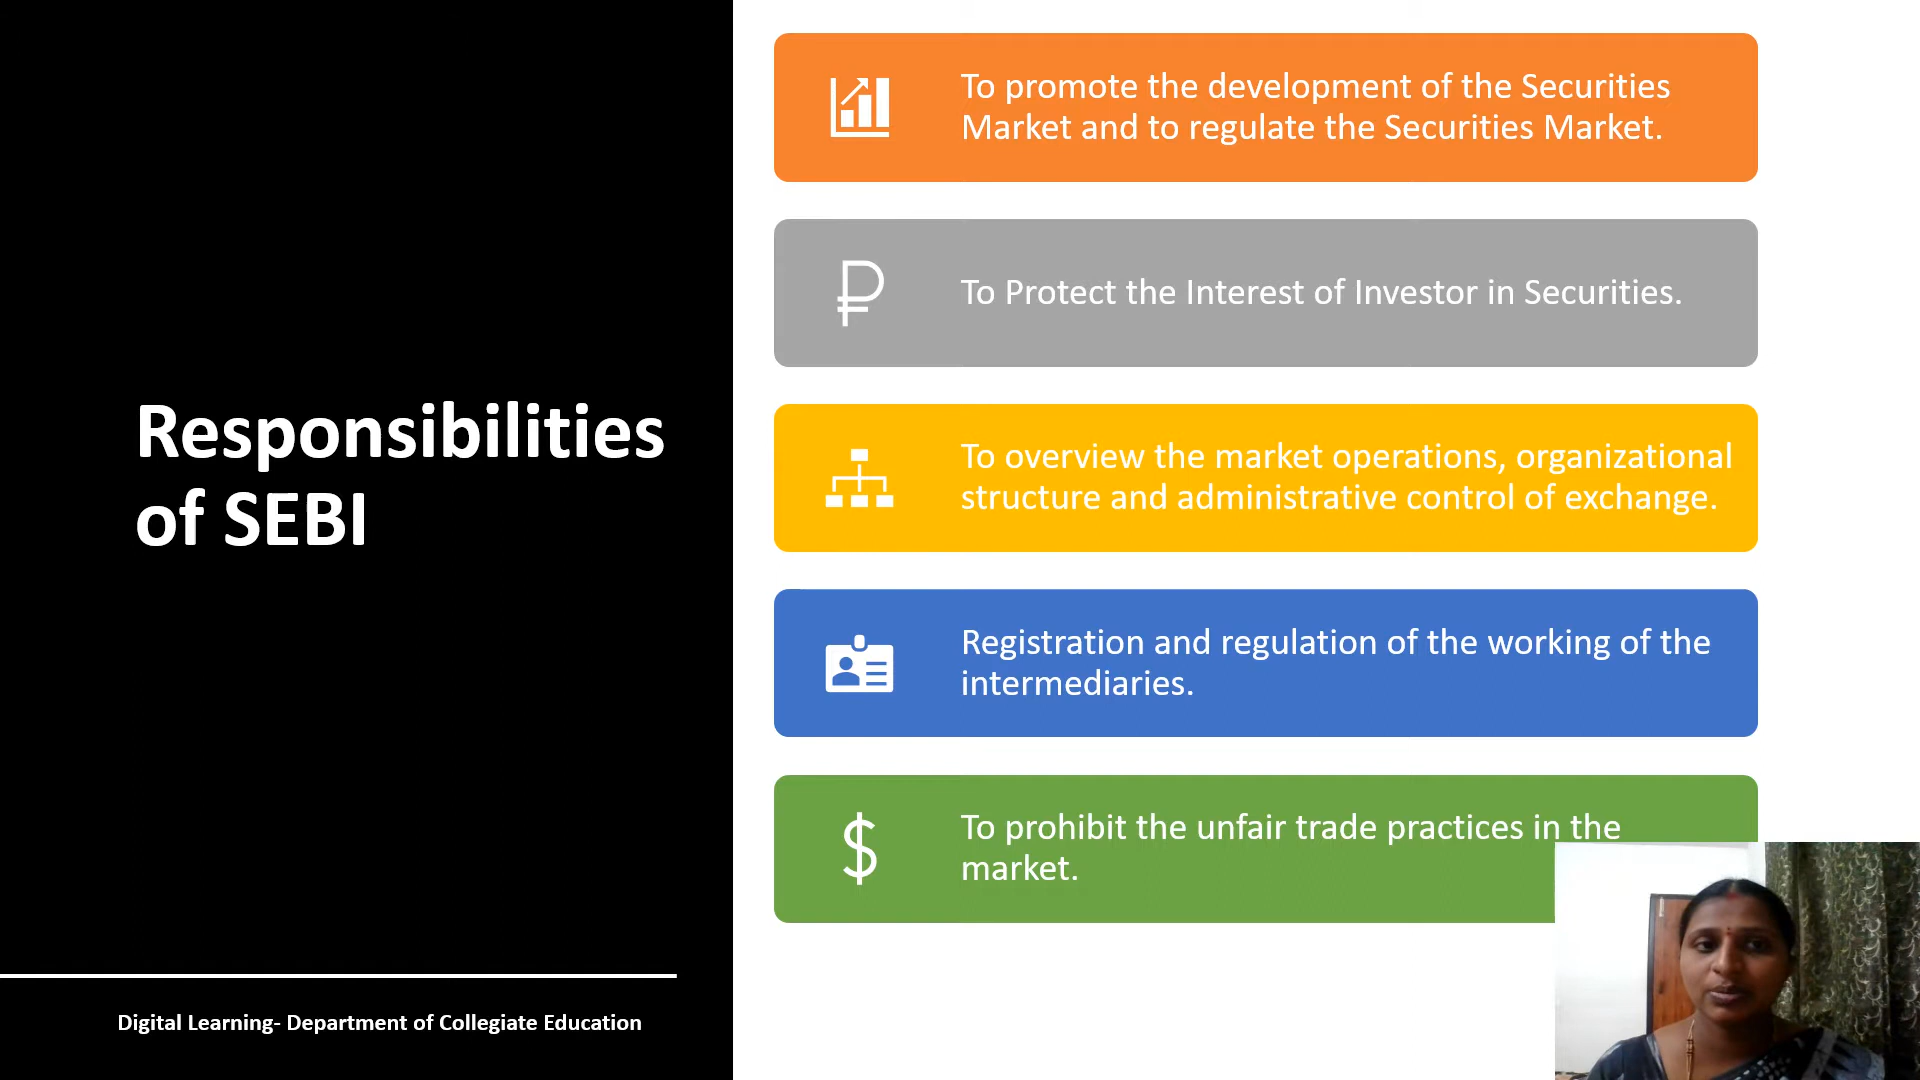 Responsibilities
of SEBI
Digital Learning- Department of Collegiate Education
To promote the development of the Securities
Market and to regulate the Securities Market.
To Protect the Interest of Investor in Securities.
To overview the market operations, organizational
structure and administrative control of exchange.
Registration and regulation of the working of the
intermediaries.
To prohibit the unfair trade practices in the
market.